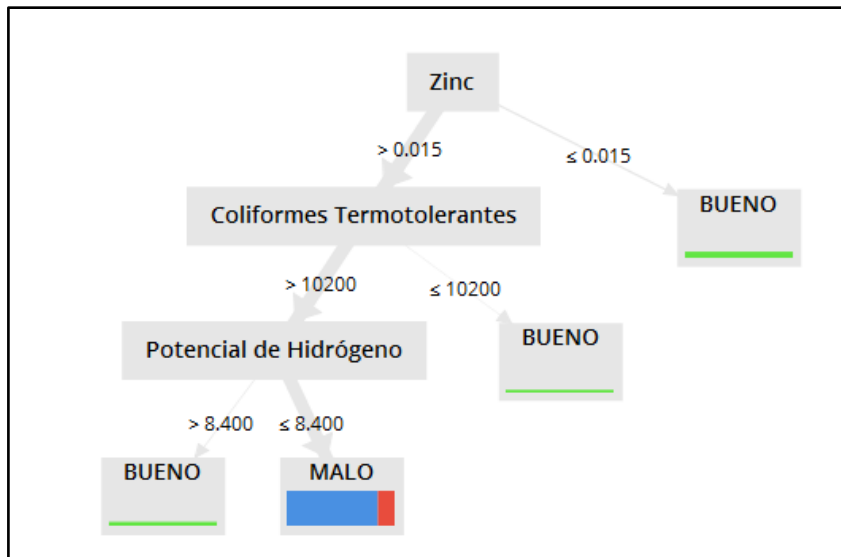 Zinc
> 0.015
≤ 0.015
BUENO
Coliformes Termotolerantes
> 10200
≤ 10200
BUENO
Potencial de Hidrógeno
> 8.400
≤ 8.400
BUENO
MALO